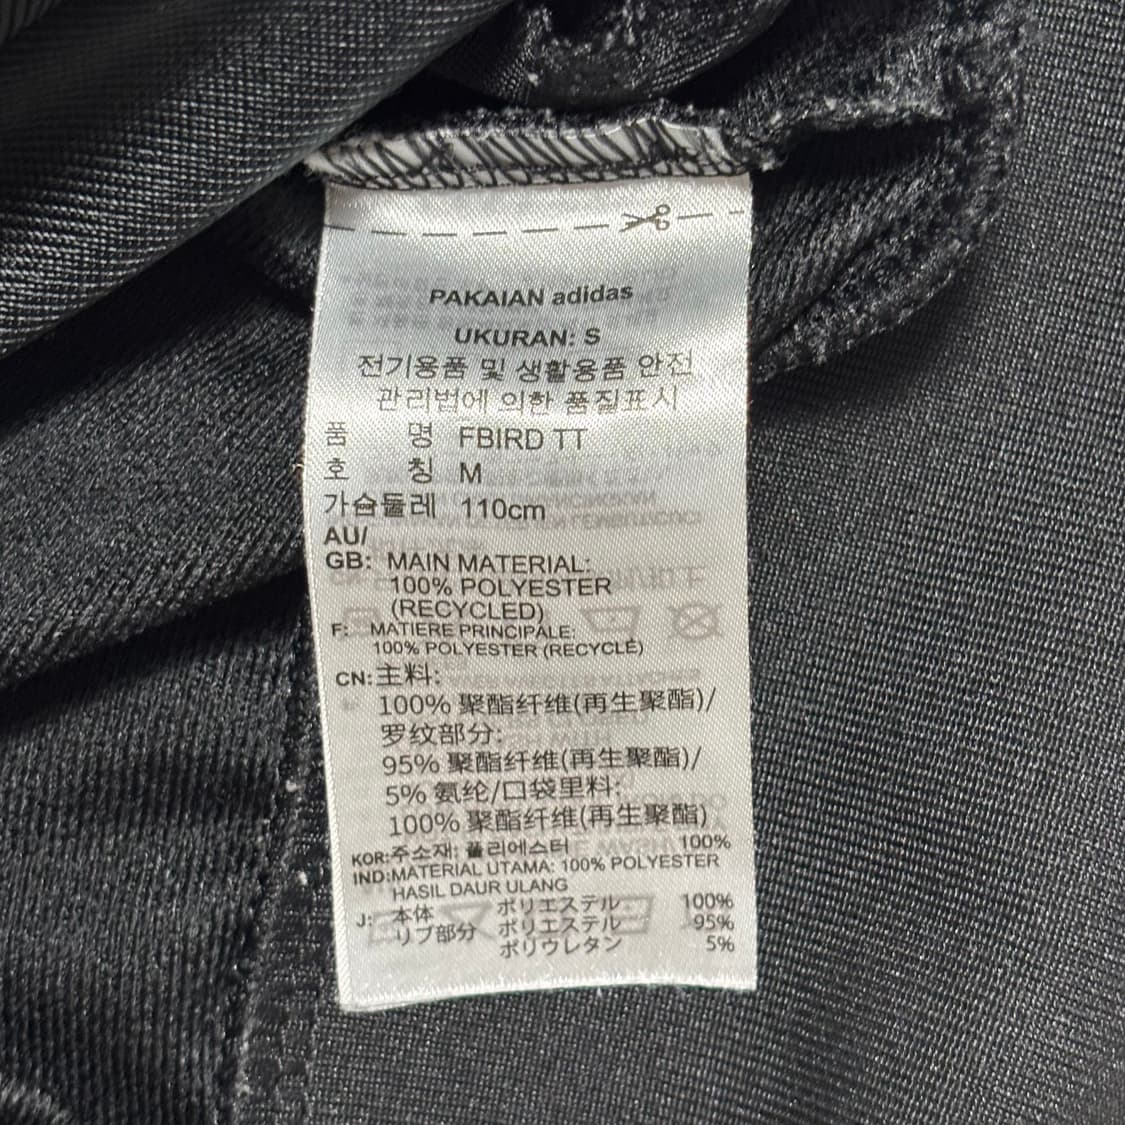 PAKAIAN adidas
UKURAN: S
전기용품 및 생활용품 안전
관리법에 의한 품질표시
품 명 FBIRD TT
호 칭 M
가슴둘레 110cm
AU/
GB: MAIN MATERIAL:
100% POLYESTER
(RECYCLED)
F: MATIERE PRINCIPALE:
100% POLYESTER (RECYCLÉ)
CN: 主料:
100% 聚酯纤维(再生聚酯)/
罗纹部分:
95% 聚酯纤维(再生聚酯)/
5% 氨纶/口袋里料:
100% 聚酯纤维(再生聚酯)
KOR: 주소재: 폴리에스터 100%
IND: MATERIAL UTAMA: 100% POLYESTER
HASIL DAUR ULANG
J: 本体 ポリエステル 100%
リブ部分 ポリエステル 95%
ポリウレタン 5%